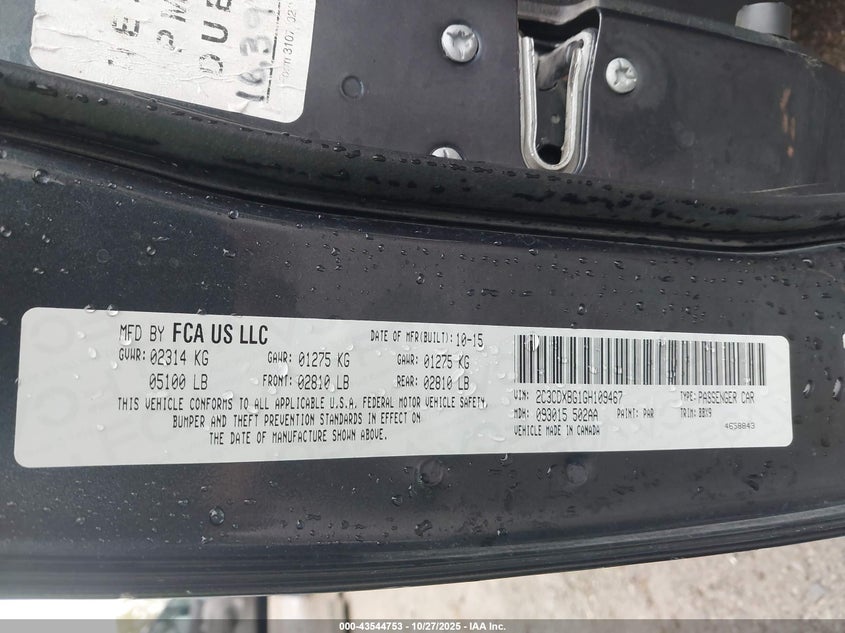 MFD BY FCA US LLC
DATE OF MFR(BUILT): 10-15
GVWR: 02314 KG GAWR 01275 KG GAWR: 01275 KG
05100 LB FRONT: 02810 LB REAR: 02810 LB
THIS VEHICLE CONFORMS TO ALL APPLICABLE U.S.A. FEDERAL MOTOR VEHICLE SAFETY,
BUMPER AND THEFT PREVENTION STANDARDS IN EFFECT ON
THE DATE OF MANUFACTURE SHOWN ABOVE.
VIN: 2C3CDXBG1GH109467 TYPE: PASSENGER CAR
MDH: 093015 502AA PAINT: PAR TRIM: BBX9
VEHICLE MADE IN CANADA 4658843
000-43544753 | 10/27/2025 | IAA Inc.